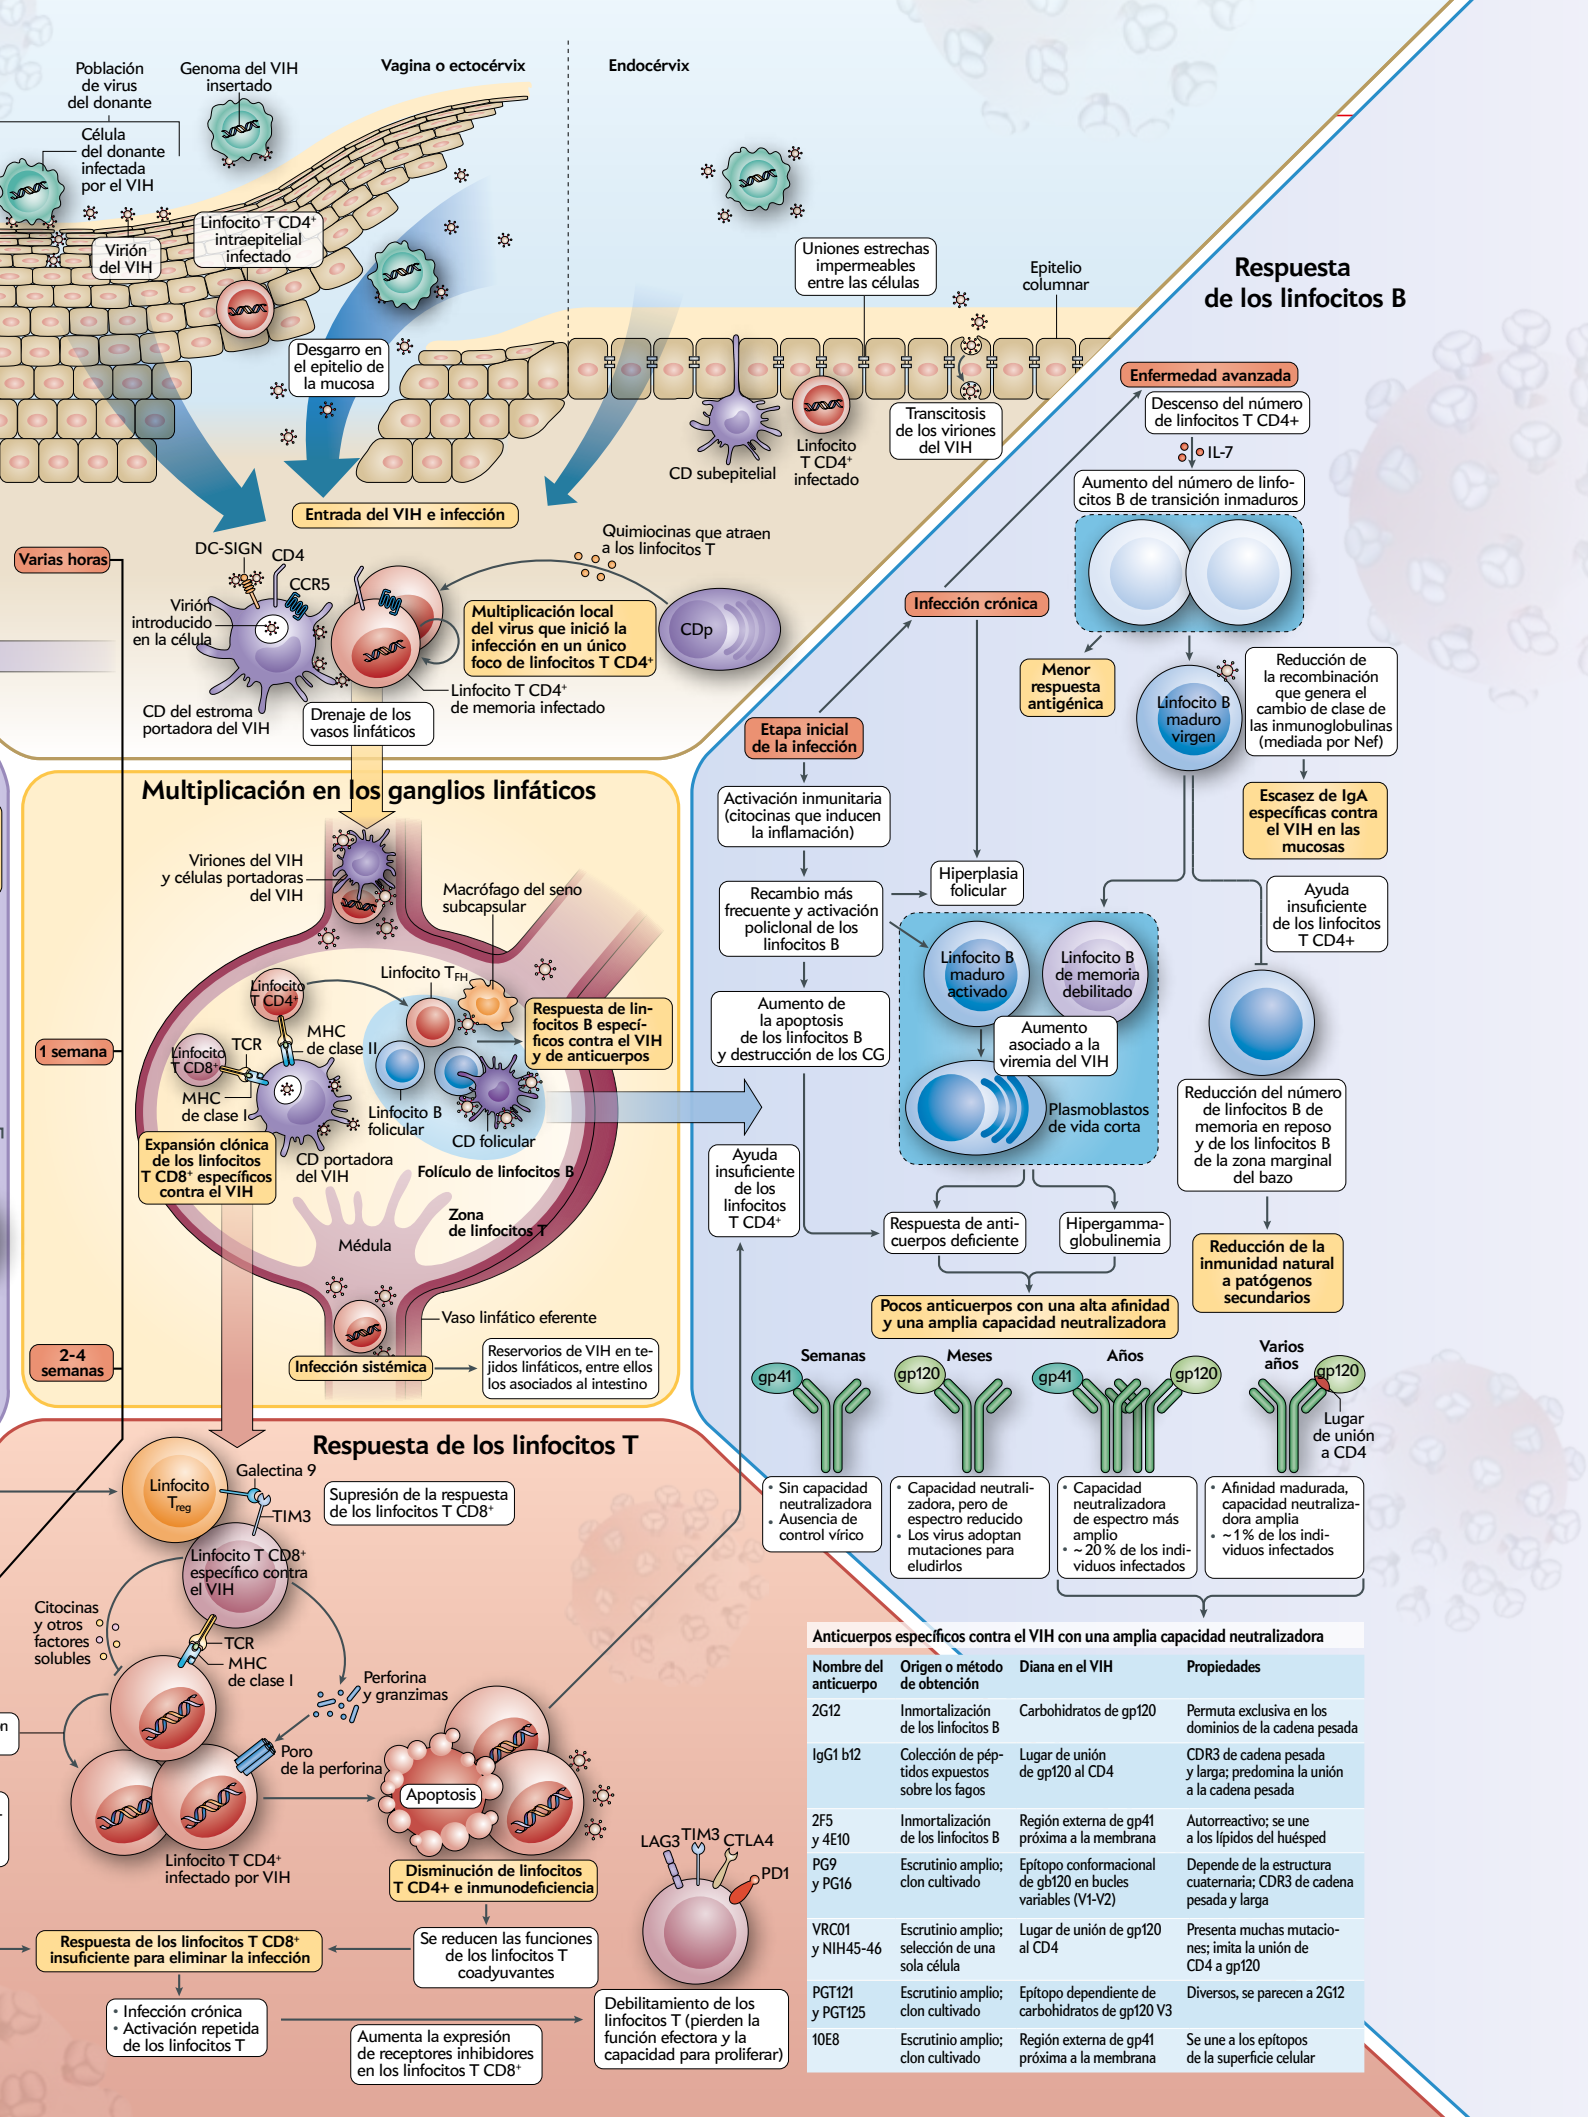 Población
de virus
del donante
Genoma del VIH
insertado
Vagina o ectocérvix
Endocérvix
Célula
del donante
infectada
por el VIH
Virión
del VIH
Linfocito T CD4⁺
intraepitelial
infectado
Desgarro en
el epitelio de
la mucosa
Uniones estrechas
impermeables
entre las células
Epitelio
columnar
CD subepitelial
Linfocito
T CD4⁺
infectado
Transcitosis
de los viriones
del VIH
Entrada del VIH e infección
Varias horas
DC-SIGN
CD4
CCR5
Virión
introducido
en la célula
Quimiocinas que atraen
a los linfocitos T
Multiplicación local
del virus que inició la
infección en un único
foco de linfocitos T CD4⁺
CDp
CD del estroma
portadora del VIH
Drenaje de los
vasos linfáticos
Linfocito T CD4⁺
de memoria infectado
Multiplicación en los ganglios linfáticos
Viriones del VIH
y células portadoras
del VIH
Macrófago del seno
subcapsular
Linfocito
T CD4⁺
Linfocito TFH
Respuesta de lin-
focitos B especí-
ficos contra el VIH
y de anticuerpos
1 semana
Linfocito
T CD8⁺
TCR
MHC
de clase II
MHC
de clase I
Linfocito B
folicular
CD folicular
Expansión clónica
de los linfocitos
T CD8⁺ específicos
contra el VIH
CD portadora
del VIH
Folículo de linfocitos B
Zona
de linfocitos T
Médula
Vaso linfático eferente
2-4
semanas
Infección sistémica
Reservorios de VIH en te-
jidos linfáticos, entre ellos
los asociados al intestino
Respuesta de los linfocitos T
Linfocito
Treg
Galectina 9
TIM3
Supresión de la respuesta
de los linfocitos T CD8⁺
Linfocito T CD8⁺
específico contra
el VIH
Citocinas
y otros
factores
solubles
TCR
MHC
de clase I
Perforina
y granzimas
Poro
de la perforina
Apoptosis
Linfocito T CD4⁺
infectado por VIH
Disminución de linfocitos
T CD4+ e inmunodeficiencia
LAG3
TIM3
CTLA4
PD1
Respuesta de los linfocitos T CD8⁺
insuficiente para eliminar la infección
Se reducen las funciones
de los linfocitos T
coadyuvantes
• Infección crónica
• Activación repetida
de los linfocitos T
Aumenta la expresión
de receptores inhibidores
en los linfocitos T CD8⁺
Debilitamiento de los
linfocitos T (pierden la
función efectora y la
capacidad para proliferar)
Respuesta
de los linfocitos B
Enfermedad avanzada
Descenso del número
de linfocitos T CD4+
IL-7
Aumento del número de linfo-
citos B de transición inmaduros
Infección crónica
Menor
respuesta
antigénica
Linfocito B
maduro
virgen
Reducción de
la recombinación
que genera el
cambio de clase de
las inmunoglobulinas
(mediada por Nef)
Escasez de IgA
específicas contra
el VIH en las
mucosas
Etapa inicial
de la infección
Activación inmunitaria
(citocinas que inducen
la inflamación)
Recambio más
frecuente y activación
policlonal de los
linfocitos B
Hiperplasia
folicular
Ayuda
insuficiente
de los linfocitos
T CD4+
Linfocito B
maduro
activado
Linfocito B
de memoria
debilitado
Aumento de
la apoptosis
de los linfocitos B
y destrucción de los CG
Aumento
asociado a la
viremia del VIH
Plasmoblastos
de vida corta
Reducción del número
de linfocitos B de
memoria en reposo
y de los linfocitos B
de la zona marginal
del bazo
Ayuda
insuficiente
de los
linfocitos
T CD4⁺
Respuesta de anti-
cuerpos deficiente
Hipergamma-
globulinemia
Reducción de la
inmunidad natural
a patógenos
secundarios
Pocos anticuerpos con una alta afinidad
y una amplia capacidad neutralizadora
Semanas
Meses
Años
Varios
años
gp41
gp120
gp41
gp120
gp120
Lugar
de unión
a CD4
• Sin capacidad
neutralizadora
• Ausencia de
control vírico
• Capacidad neutrali-
zadora, pero de
espectro reducido
• Los virus adoptan
mutaciones para
eludirlos
• Capacidad
neutralizadora
de espectro más
amplio
• ~20 % de los indi-
viduos infectados
• Afinidad madurada,
capacidad neutraliza-
dora amplia
• ~1 % de los indi-
viduos infectados
Anticuerpos específicos contra el VIH con una amplia capacidad neutralizadora
Nombre del anticuerpo | Origen o método de obtención | Diana en el VIH | Propiedades
2G12 | Inmortalización de los linfocitos B | Carbohidratos de gp120 | Permuta exclusiva en los dominios de la cadena pesada
IgG1 b12 | Colección de pép-tidos expuestos sobre los fagos | Lugar de unión de gp120 al CD4 | CDR3 de cadena pesada y larga; predomina la unión a la cadena pesada
2F5 y 4E10 | Inmortalización de los linfocitos B | Región externa de gp41 próxima a la membrana | Autorreactivo; se une a los lípidos del huésped
PG9 y PG16 | Escrutinio amplio; clon cultivado | Epítopo conformacional de gb120 en bucles variables (V1-V2) | Depende de la estructura cuaternaria; CDR3 de cadena pesada y larga
VRC01 y NIH45-46 | Escrutinio amplio; selección de una sola célula | Lugar de unión de gp120 al CD4 | Presenta muchas mutacio-nes; imita la unión de CD4 a gp120
PGT121 y PGT125 | Escrutinio amplio; clon cultivado | Epítopo dependiente de carbohidratos de gp120 V3 | Diversos, se parecen a 2G12
10E8 | Escrutinio amplio; clon cultivado | Región externa de gp41 próxima a la membrana | Se une a los epítopos de la superficie celular